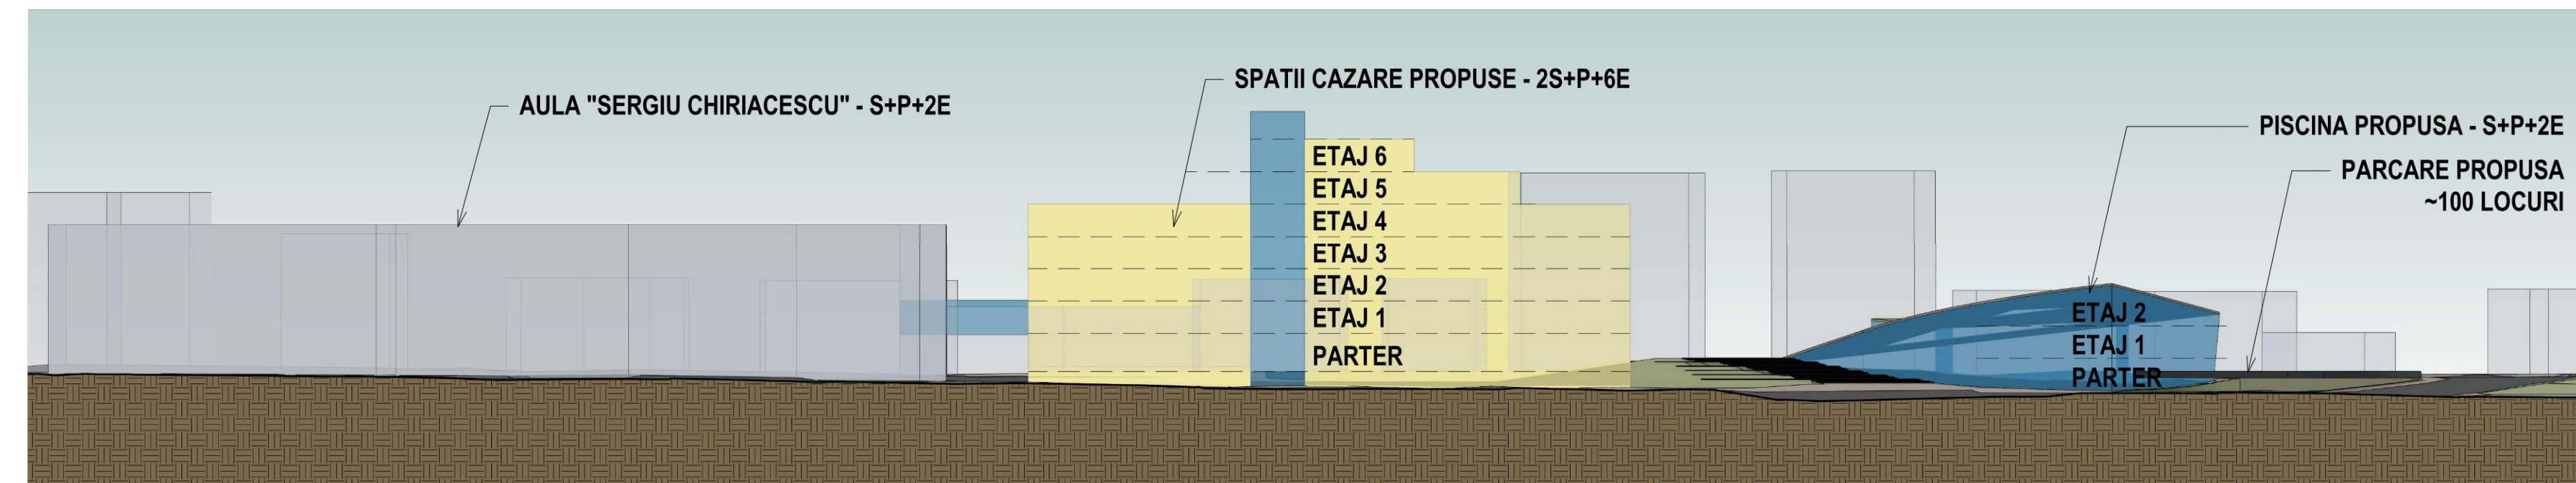 AULA "SERGIU CHIRIACESCU" - S+P+2E
SPATII CAZARE PROPUSE - 2S+P+6E
ETAJ 6
ETAJ 5
ETAJ 4
ETAJ 3
ETAJ 2
ETAJ 1
PARTER
PISCINA PROPUSA - S+P+2E
PARCARE PROPUSA
~100 LOCURI
ETAJ 2
ETAJ 1
PARTER